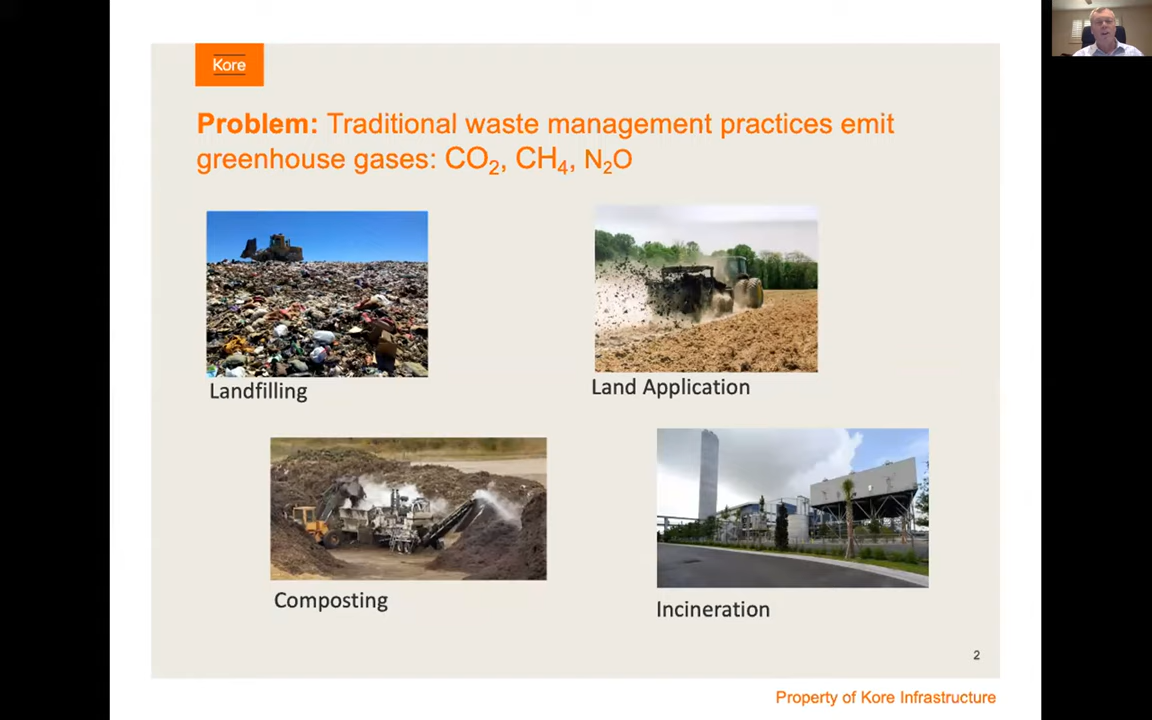 Kore
Problem: Traditional waste management practices emit
greenhouse gases: CO₂, CH₄, N₂O
Landfilling
Land Application
Composting
Incineration
2
Property of Kore Infrastructure